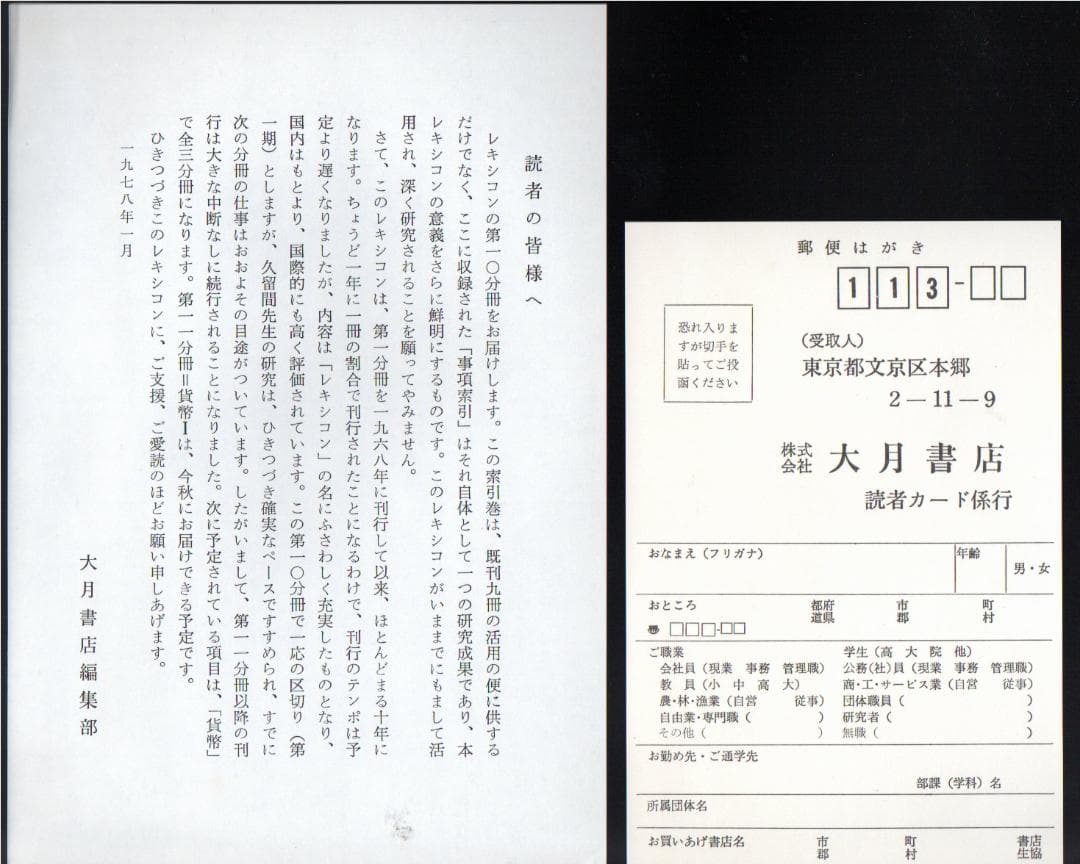 読者の皆様へ
レキシコンの第一〇分冊をお届けします。この索引巻は、既刊九冊の活用の便に供する
だけでなく、ここに収録された「事項索引」はそれ自体として一つの研究成果であり、本
レキシコンの意義をさらに鮮明にするものです。このレキシコンがいままでにもまして活
用され、深く研究されることを願ってやみません。
さて、このレキシコンは、第一分冊を一九六八年に刊行して以来、ほとんどまる十年に
なります。ちょうど一年に一冊の割合で刊行されたことになるわけで、刊行のテンポは予
定より遅くなりましたが、内容は「レキシコン」の名にふさわしく充実したものとなり、
国内はもとより、国際的にも高く評価されています。この第一〇分冊で一応の区切り（第
一期）としますが、久留間先生の研究は、ひきつづき確実なペースですすめられ、すでに
次の分冊の仕事はおおよその目途がついています。したがいまして、第一一分冊以降の刊
行は大きな中断なしに続行されることになりました。次に予定されている項目は、「貨幣」
で全三分冊になります。第一一分冊＝貨幣Ⅰは、今秋にお届けできる予定です。
ひきつづきこのレキシコンに、ご支援、ご愛読のほどお願い申しあげます。
一九七八年一月
大月書店編集部
郵便はがき
113-□□
恐れ入りま
すが切手を
貼ってご投
函ください
（受取人）
東京都文京区本郷
2－11－9
株式会社 大月書店
読者カード係行
おなまえ（フリガナ） 年齢 男・女
おところ 都府道県 市郡 町村
〠 □□□-□□
ご職業 学生（高 大 院 他）
会社員（現業 事務 管理職） 公務(社)員（現業 事務 管理職）
教員（小 中 高 大） 商・工・サービス業（自営 従事）
農・林・漁業（自営 従事） 団体職員（ ）
自由業・専門職（ ） 研究者（ ）
その他（ ） 無職（ ）
お勤め先・ご通学先
部課（学科）名
所属団体名
お買いあげ書店名 市郡 町村 書店生協